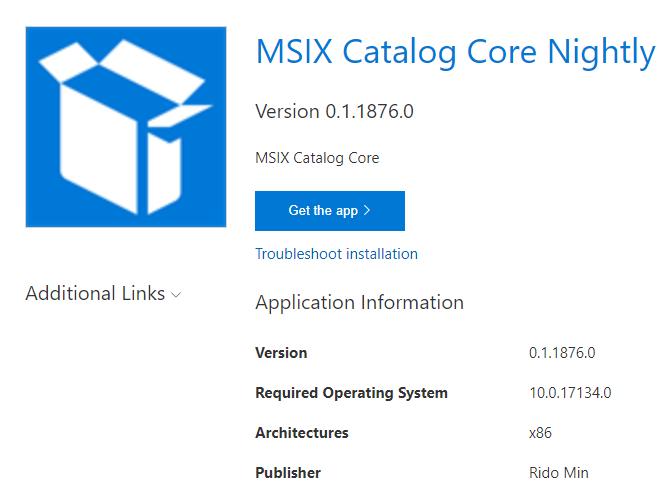 MSIX Catalog Core Nightly
Version 0.1.1876.0
MSIX Catalog Core
Get the app >
Troubleshoot installation
Additional Links
Application Information
Version 0.1.1876.0
Required Operating System 10.0.17134.0
Architectures x86
Publisher Rido Min